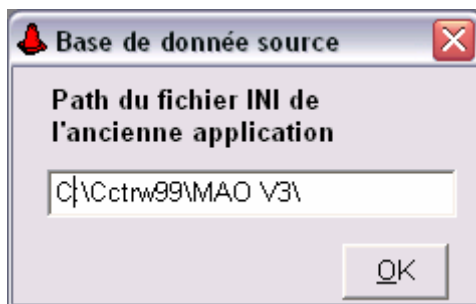 Base de donnée source
Path du fichier INI de
l'ancienne application
C:\Cctrw99\MAO V3\
OK